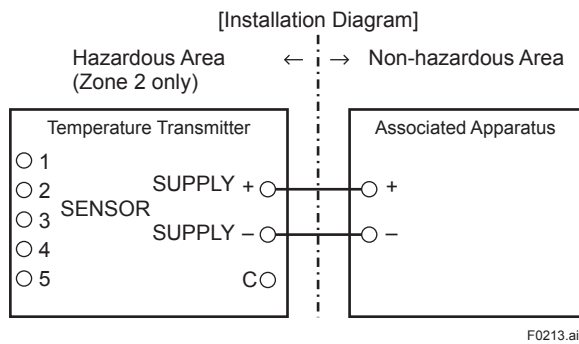 [Installation Diagram]
Hazardous Area ← → Non-hazardous Area
(Zone 2 only)
Temperature Transmitter
Associated Apparatus
1
2
3
4
5
SENSOR
SUPPLY +
SUPPLY –
C
+
–
F0213.ai